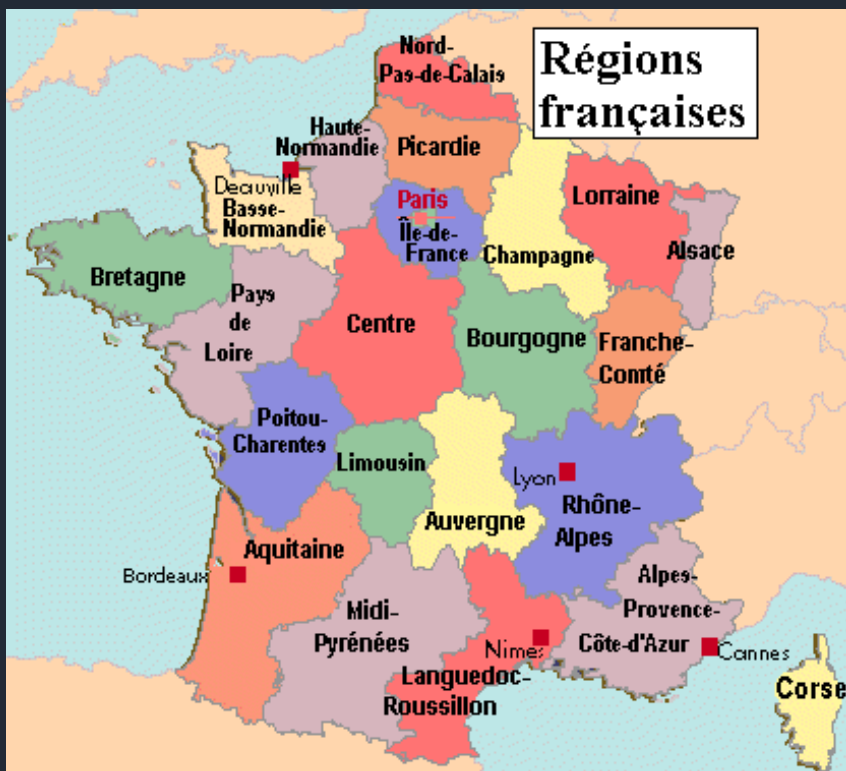 Régions
françaises
Nord-
Pas-de-Calais
Haute-
Normandie
Picardie
Deauville
Basse-
Normandie
Paris
Île-de-
France
Champagne
Lorraine
Alsace
Bretagne
Pays
de
Loire
Centre
Bourgogne
Franche-
Comté
Poitou-
Charentes
Limousin
Auvergne
Lyon
Rhône-
Alpes
Aquitaine
Bordeaux
Midi-
Pyrénées
Alpes-
Provence-
Côte-d'Azur
Nimes
Cannes
Languedoc-
Roussillon
Corse